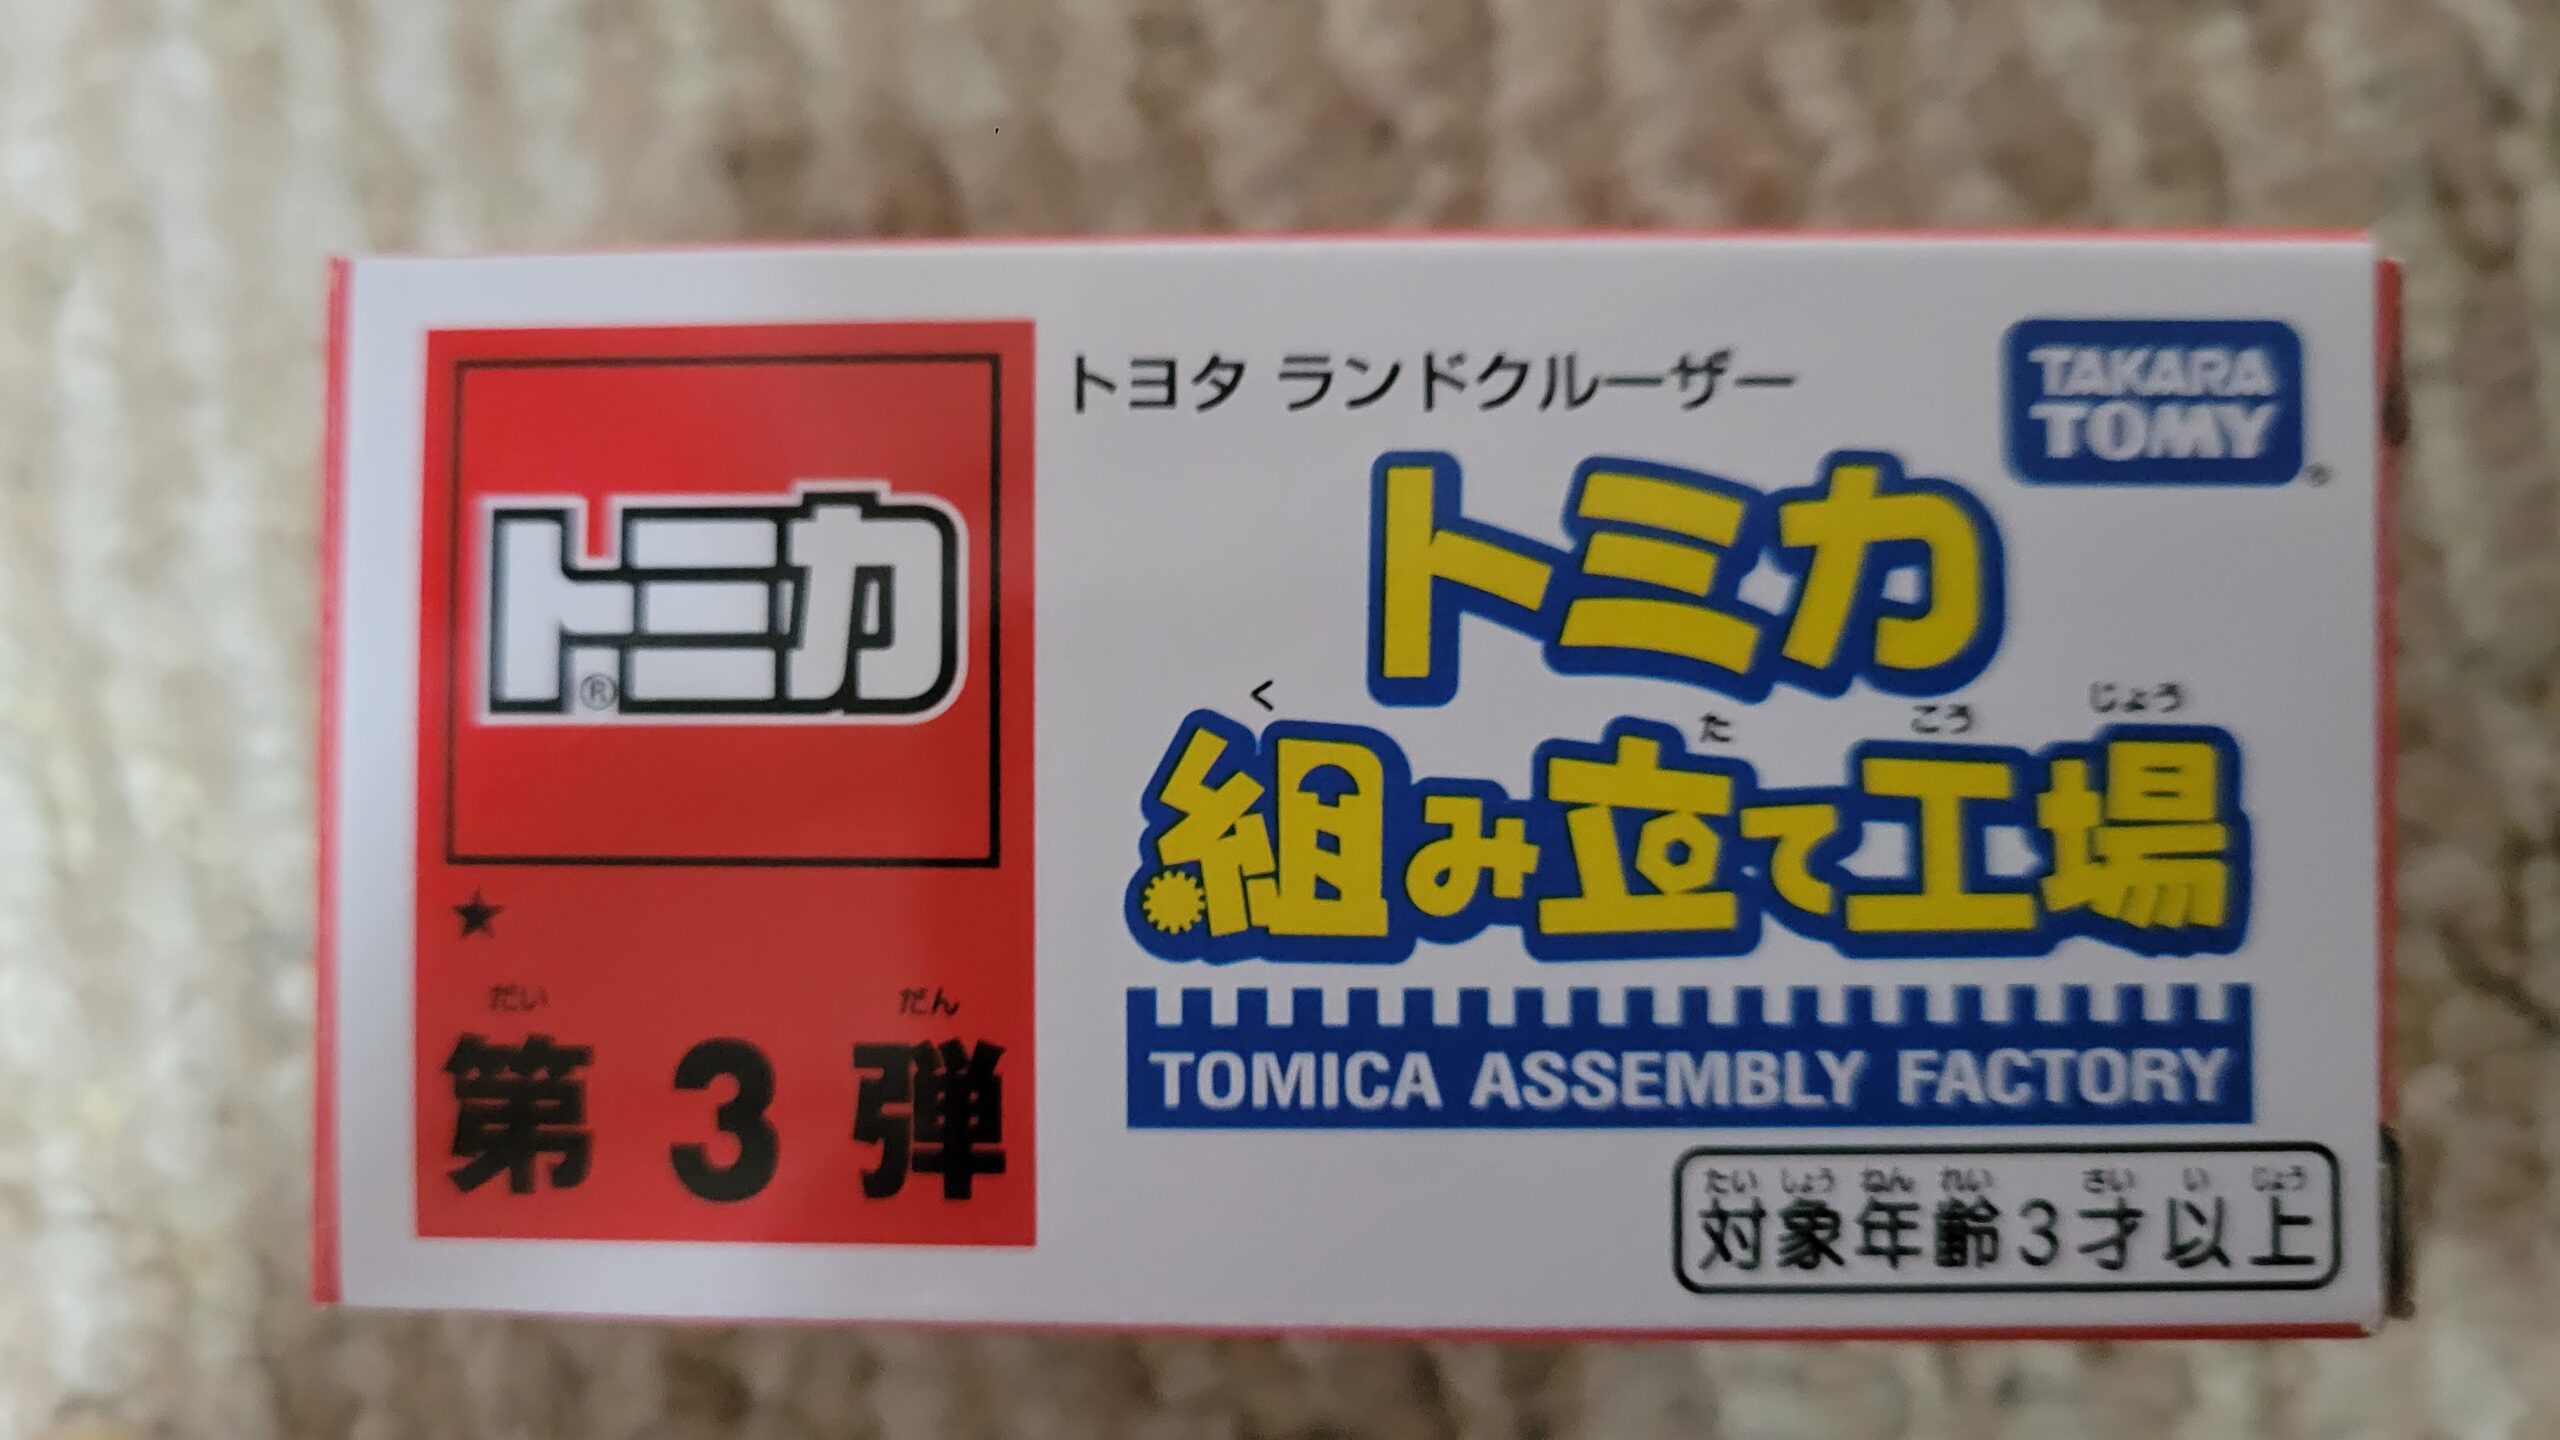 トミカ
®
★
だい だん
第3弾
トヨタ ランドクルーザー
TAKARA
TOMY
トミカ
く た こう じょう
組み立て工場
TOMICA ASSEMBLY FACTORY
たいしょうねんれい さいいじょう
対象年齢3才以上